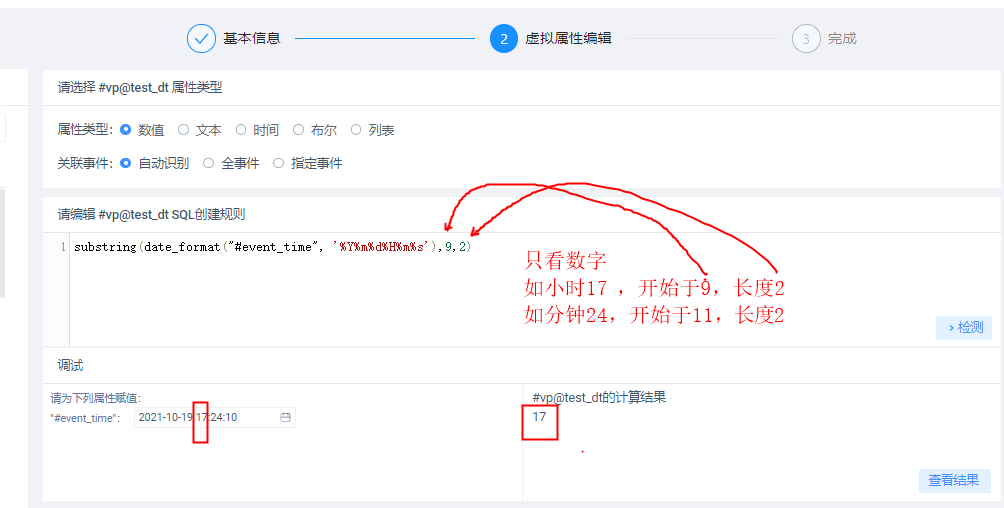 基本信息
2 虚拟属性编辑
3 完成
请选择 #vp@test_dt 属性类型
属性类型: 数值 文本 时间 布尔 列表
关联事件: 自动识别 全事件 指定事件
请编辑 #vp@test_dt SQL创建规则
1 substring(date_format("#event_time", '%Y%m%d%H%m%s'),9,2)
只看数字
如小时17 ，开始于9，长度2
如分钟24，开始于11，长度2
› 检测
调试
请为下列属性赋值:
"#event_time": 2021-10-19 17:24:10
#vp@test_dt的计算结果
17
查看结果